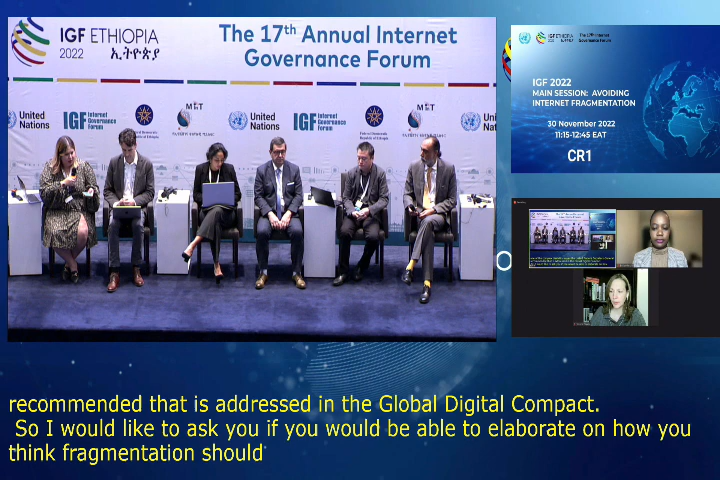 IGF ETHIOPIA
2022 ኢትዮጵያ
The 17th Annual Internet
Governance Forum
United
Nations
IGF Internet
Governance
Forum
United
Nations
IGF Internet
Governance
Forum
United
Nations
IGF ETHIOPIA
IGF 2022
MAIN SESSION: AVOIDING
INTERNET FRAGMENTATION
30 November 2022
11:15-12:45 EAT
CR1
recommended that is addressed in the Global Digital Compact.
So I would like to ask you if you would be able to elaborate on how you
think fragmentation should